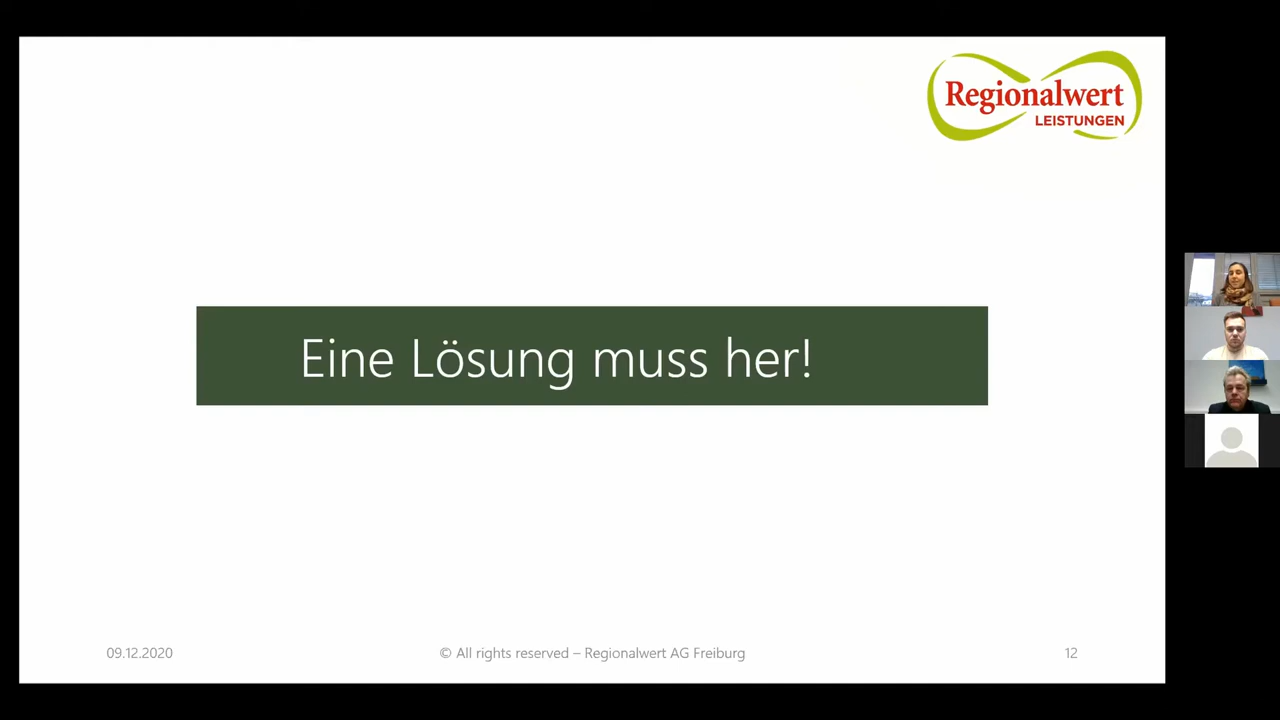 Regionalwert
LEISTUNGEN
Eine Lösung muss her!
09.12.2020
© All rights reserved – Regionalwert AG Freiburg
12